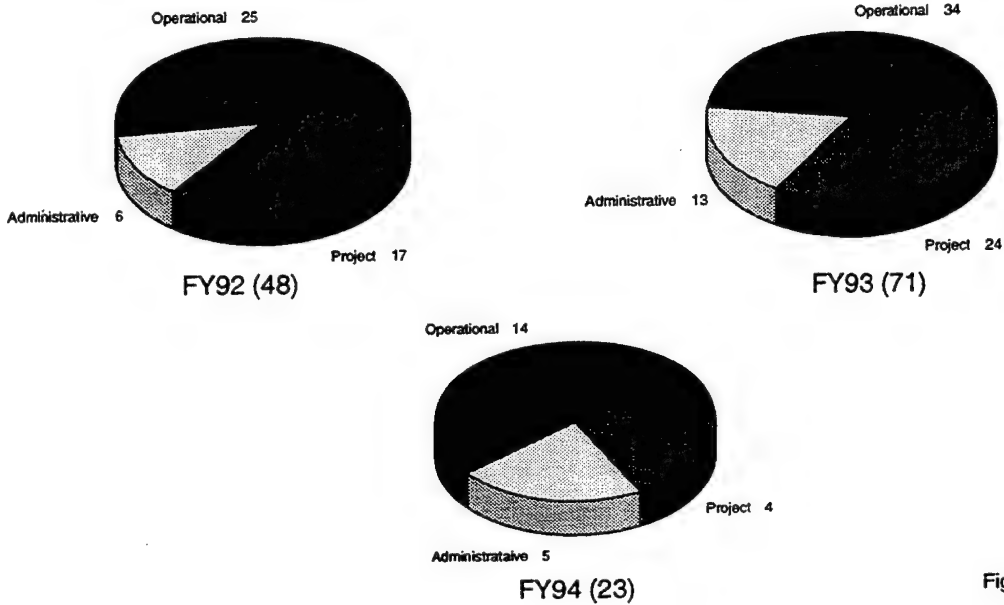 Operational 25
Administrative 6
Project 17
FY92 (48)
Operational 34
Administrative 13
Project 24
FY93 (71)
Operational 14
Project 4
Administrataive 5
FY94 (23)
Fig